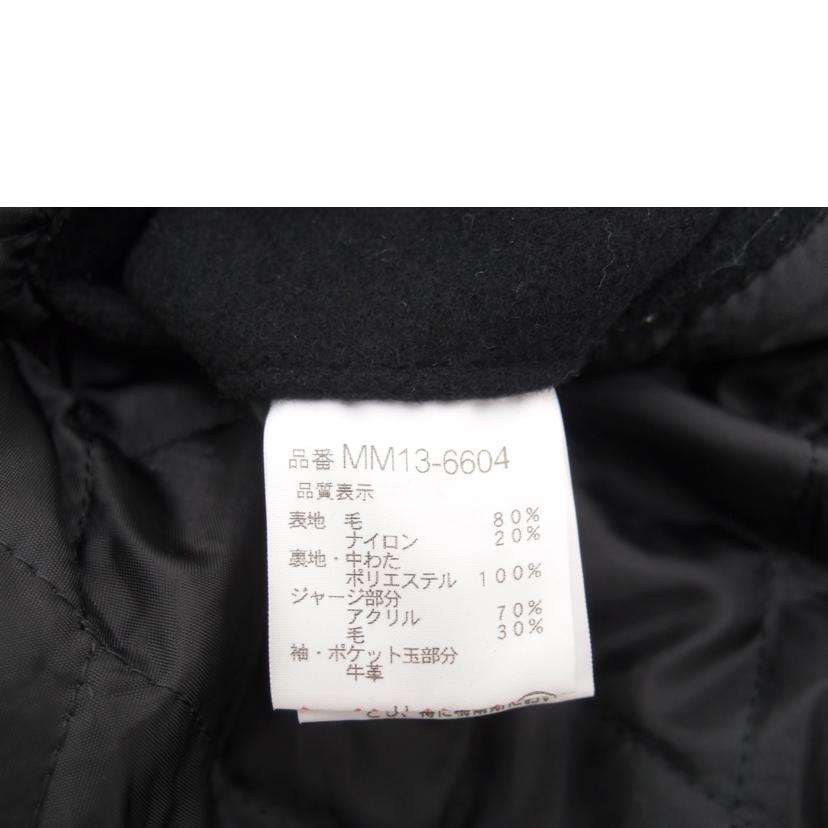 品番 MM13-6604
品質表示
表地 毛 80%
ナイロン 20%
裏地・中わた
ポリエステル 100%
ジャージ部分
アクリル 70%
毛 30%
袖・ポケット玉部分
牛革